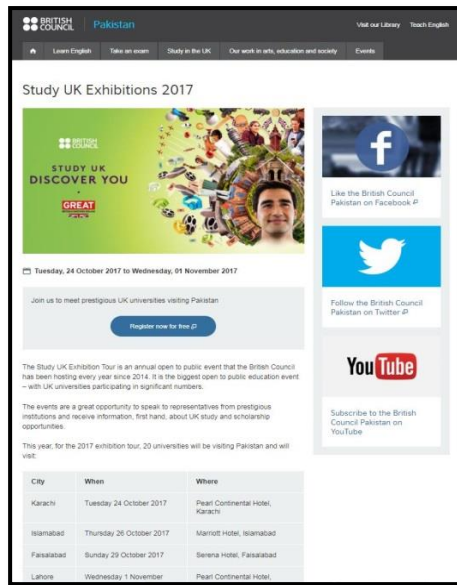 BRITISH COUNCIL Pakistan
Visit our Library Teach English
Learn English Take an exam Study in the UK Our work in arts, education and society Events
Study UK Exhibitions 2017
BRITISH
COUNCIL
STUDY UK
DISCOVER YOU
GREAT
Tuesday, 24 October 2017 to Wednesday, 01 November 2017
Join us to meet prestigious UK universities visiting Pakistan
Register now for free
The Study UK Exhibition Tour is an annual open to public event that the British Council
has been hosting every year since 2014. It is the biggest open to public education event
– with UK universities participating in significant numbers.
The events are a great opportunity to speak to representatives from prestigious
institutions and receive information, first hand, about UK study and scholarship
opportunities.
This year, for the 2017 exhibition tour, 20 universities will be visiting Pakistan and will
visit:
City When Where
Karachi Tuesday 24 October 2017 Pearl Continental Hotel,
Karachi
Islamabad Thursday 26 October 2017 Marriott Hotel, Islamabad
Faisalabad Sunday 29 October 2017 Serena Hotel, Faisalabad
Lahore Wednesday 1 November Pearl Continental Hotel,
f
Like the British Council
Pakistan on Facebook
Follow the British Council
Pakistan on Twitter
You Tube
Subscribe to the British
Council Pakistan on
YouTube